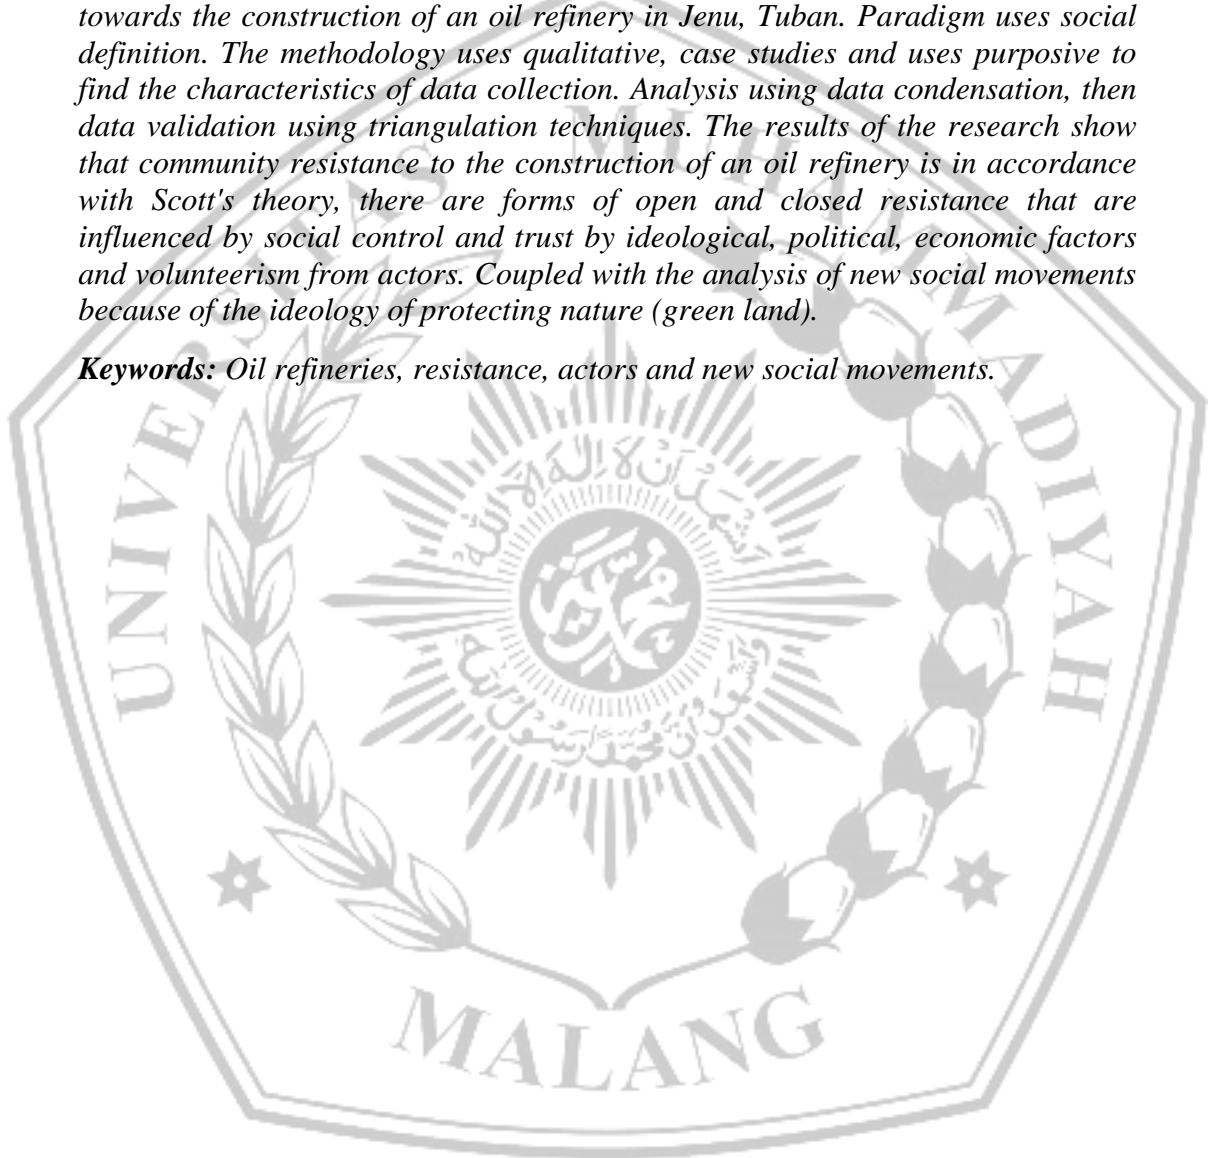 towards the construction of an oil refinery in Jenu, Tuban. Paradigm uses social
definition. The methodology uses qualitative, case studies and uses purposive to
find the characteristics of data collection. Analysis using data condensation, then
data validation using triangulation techniques. The results of the research show
that community resistance to the construction of an oil refinery is in accordance
with Scott's theory, there are forms of open and closed resistance that are
influenced by social control and trust by ideological, political, economic factors
and volunteerism from actors. Coupled with the analysis of new social movements
because of the ideology of protecting nature (green land).
Keywords: Oil refineries, resistance, actors and new social movements.
UNIVERSITAS MUHAMMADIYAH
MALANG